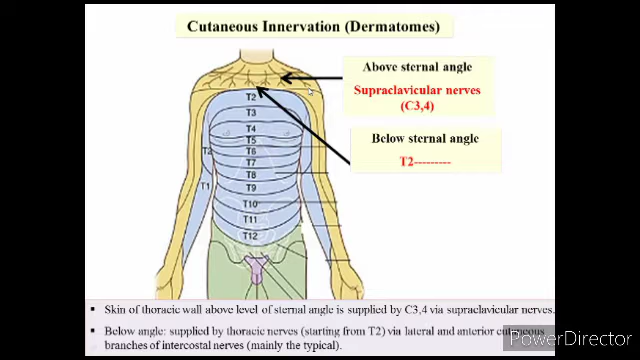 Cutaneous Innervation (Dermatomes)
Above sternal angle
Supraclavicular nerves
(C3,4)
Below sternal angle
T2---------
T2
T3
T4
T5
T6
T7
T8
T9
T10
T11
T12
T2
T1
Skin of thoracic wall above level of sternal angle is supplied by C3,4 via supraclavicular nerves.
Below angle: supplied by thoracic nerves (starting from T2) via lateral and anterior cutaneous
branches of intercostal nerves (mainly the typical).
PowerDirector